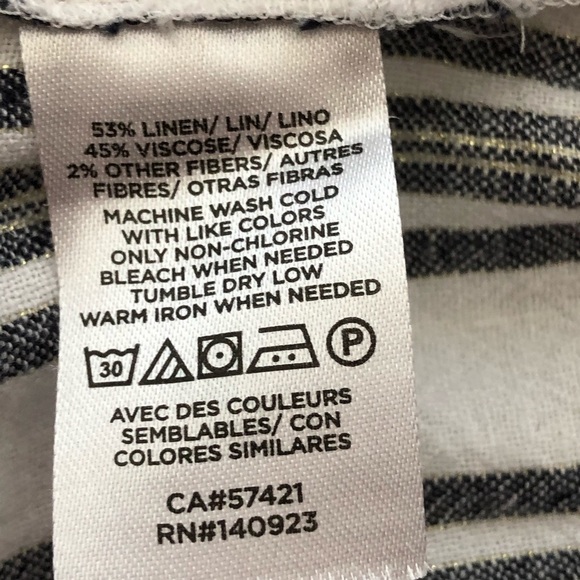 53% LINEN/ LIN/ LINO
45% VISCOSE/ VISCOSA
2% OTHER FIBERS/ AUTRES
FIBRES/ OTRAS FIBRAS
MACHINE WASH COLD
WITH LIKE COLORS
ONLY NON-CHLORINE
BLEACH WHEN NEEDED
TUMBLE DRY LOW
WARM IRON WHEN NEEDED
30 P
AVEC DES COULEURS
SEMBLABLES/ CON
COLORES SIMILARES
CA#57421
RN#140923